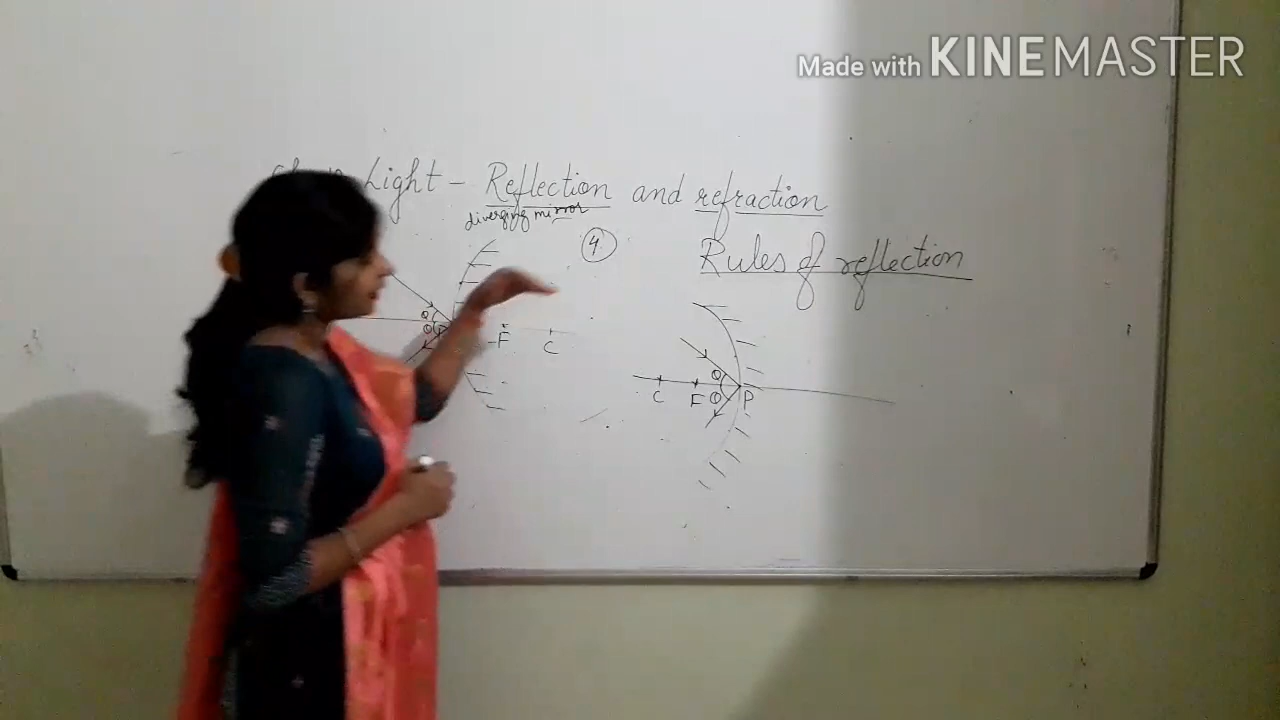 Made with KINEMASTER
Light - Reflection and refraction
diverging mirror
4
Rules of reflection
θ
θ P F C
θ
C F θ P